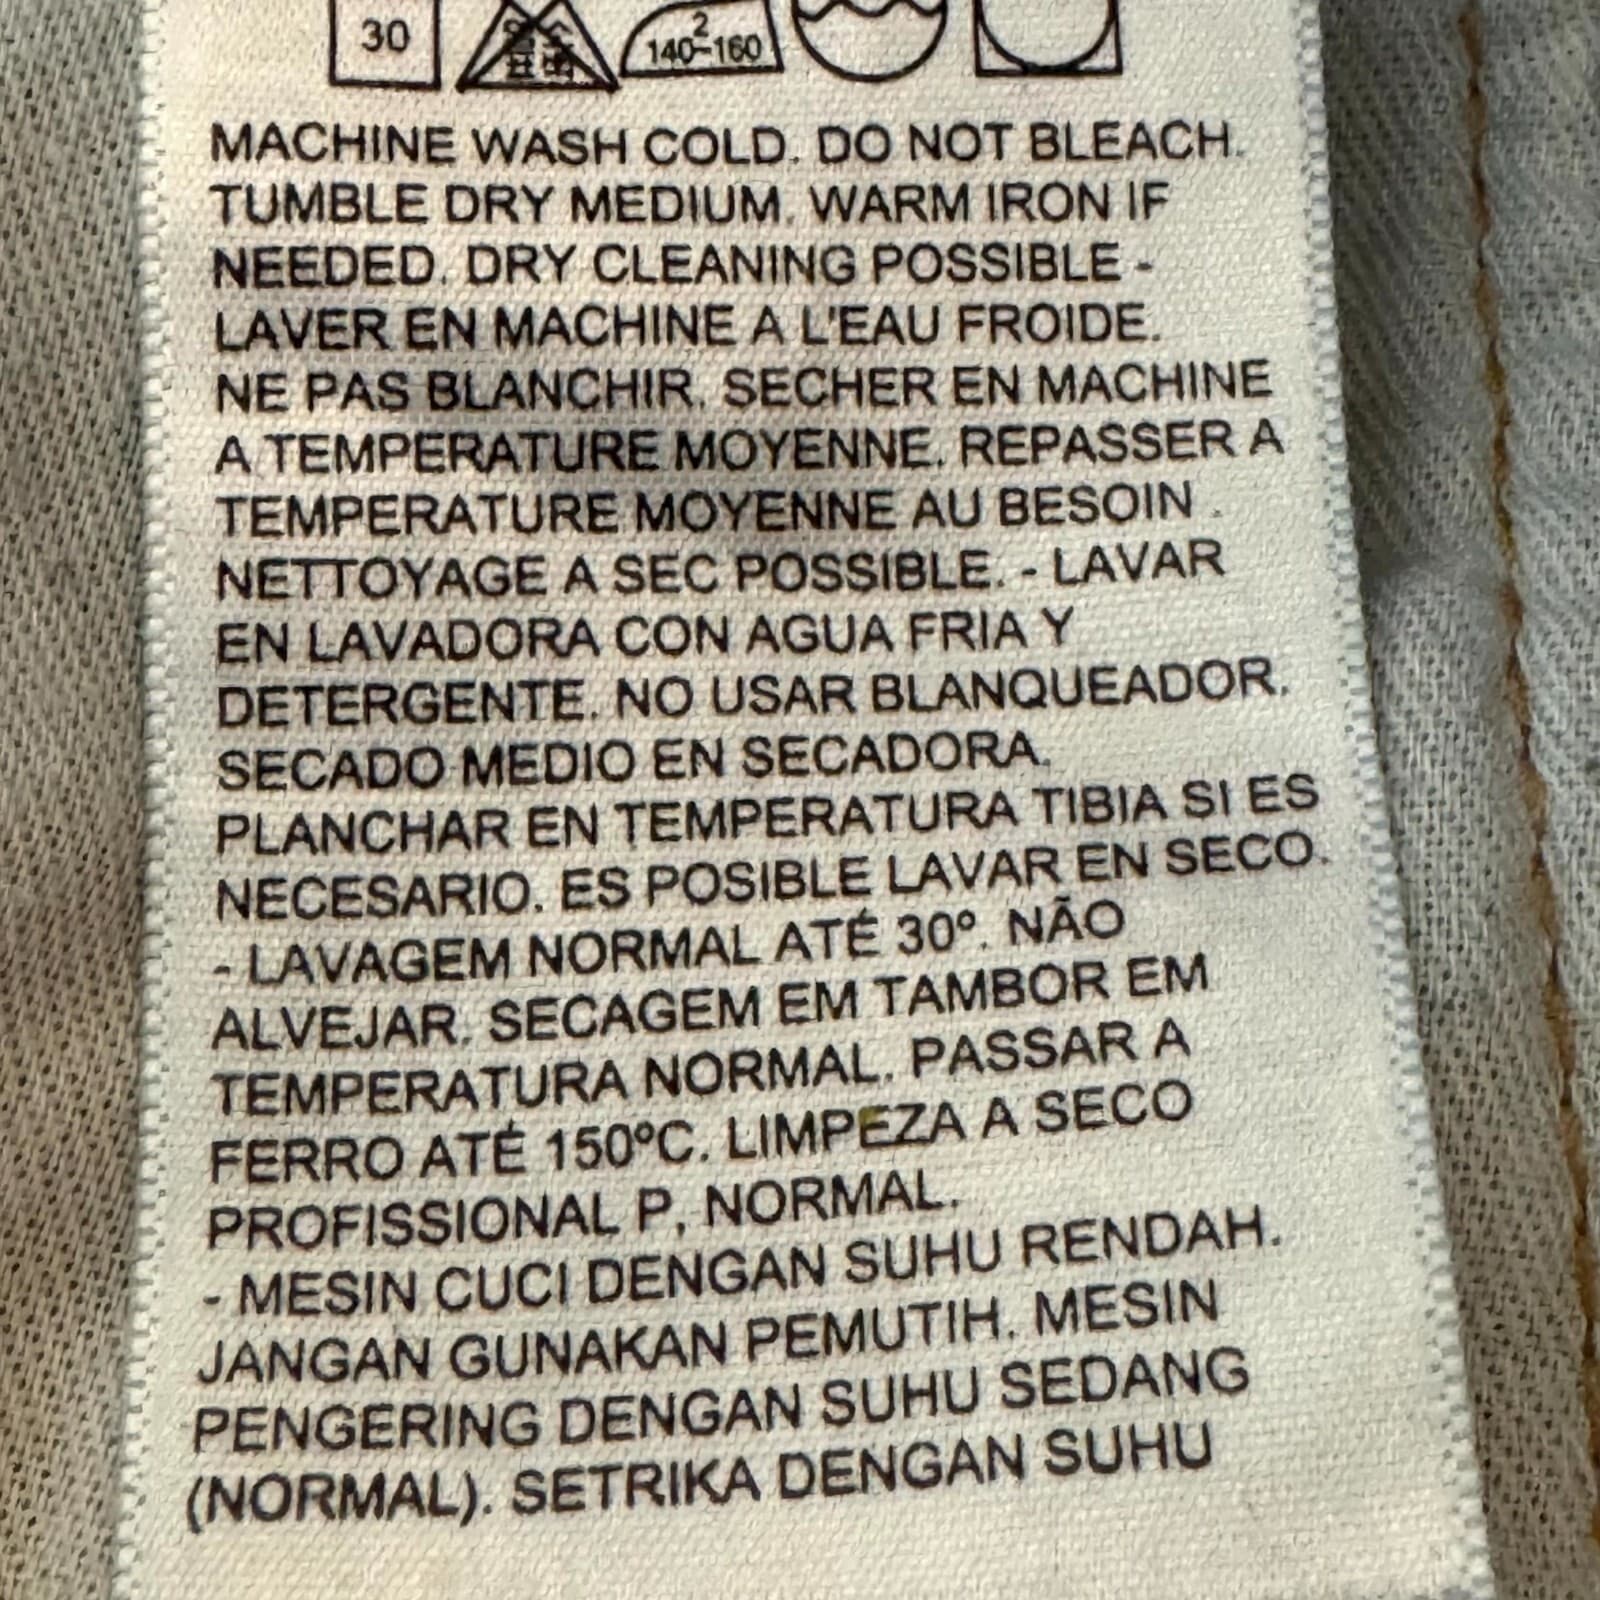 30 2 140~160
MACHINE WASH COLD. DO NOT BLEACH.
TUMBLE DRY MEDIUM. WARM IRON IF
NEEDED. DRY CLEANING POSSIBLE -
LAVER EN MACHINE A L'EAU FROIDE.
NE PAS BLANCHIR. SECHER EN MACHINE
A TEMPERATURE MOYENNE. REPASSER A
TEMPERATURE MOYENNE AU BESOIN .
NETTOYAGE A SEC POSSIBLE. - LAVAR
EN LAVADORA CON AGUA FRIA Y
DETERGENTE. NO USAR BLANQUEADOR.
SECADO MEDIO EN SECADORA.
PLANCHAR EN TEMPERATURA TIBIA SI ES
NECESARIO. ES POSIBLE LAVAR EN SECO.
- LAVAGEM NORMAL ATÉ 30º. NÃO
ALVEJAR. SECAGEM EM TAMBOR EM
TEMPERATURA NORMAL. PASSAR A
FERRO ATÉ 150ºC. LIMPEZA A SECO
PROFISSIONAL P, NORMAL.
- MESIN CUCI DENGAN SUHU RENDAH.
JANGAN GUNAKAN PEMUTIH. MESIN
PENGERING DENGAN SUHU SEDANG
(NORMAL). SETRIKA DENGAN SUHU